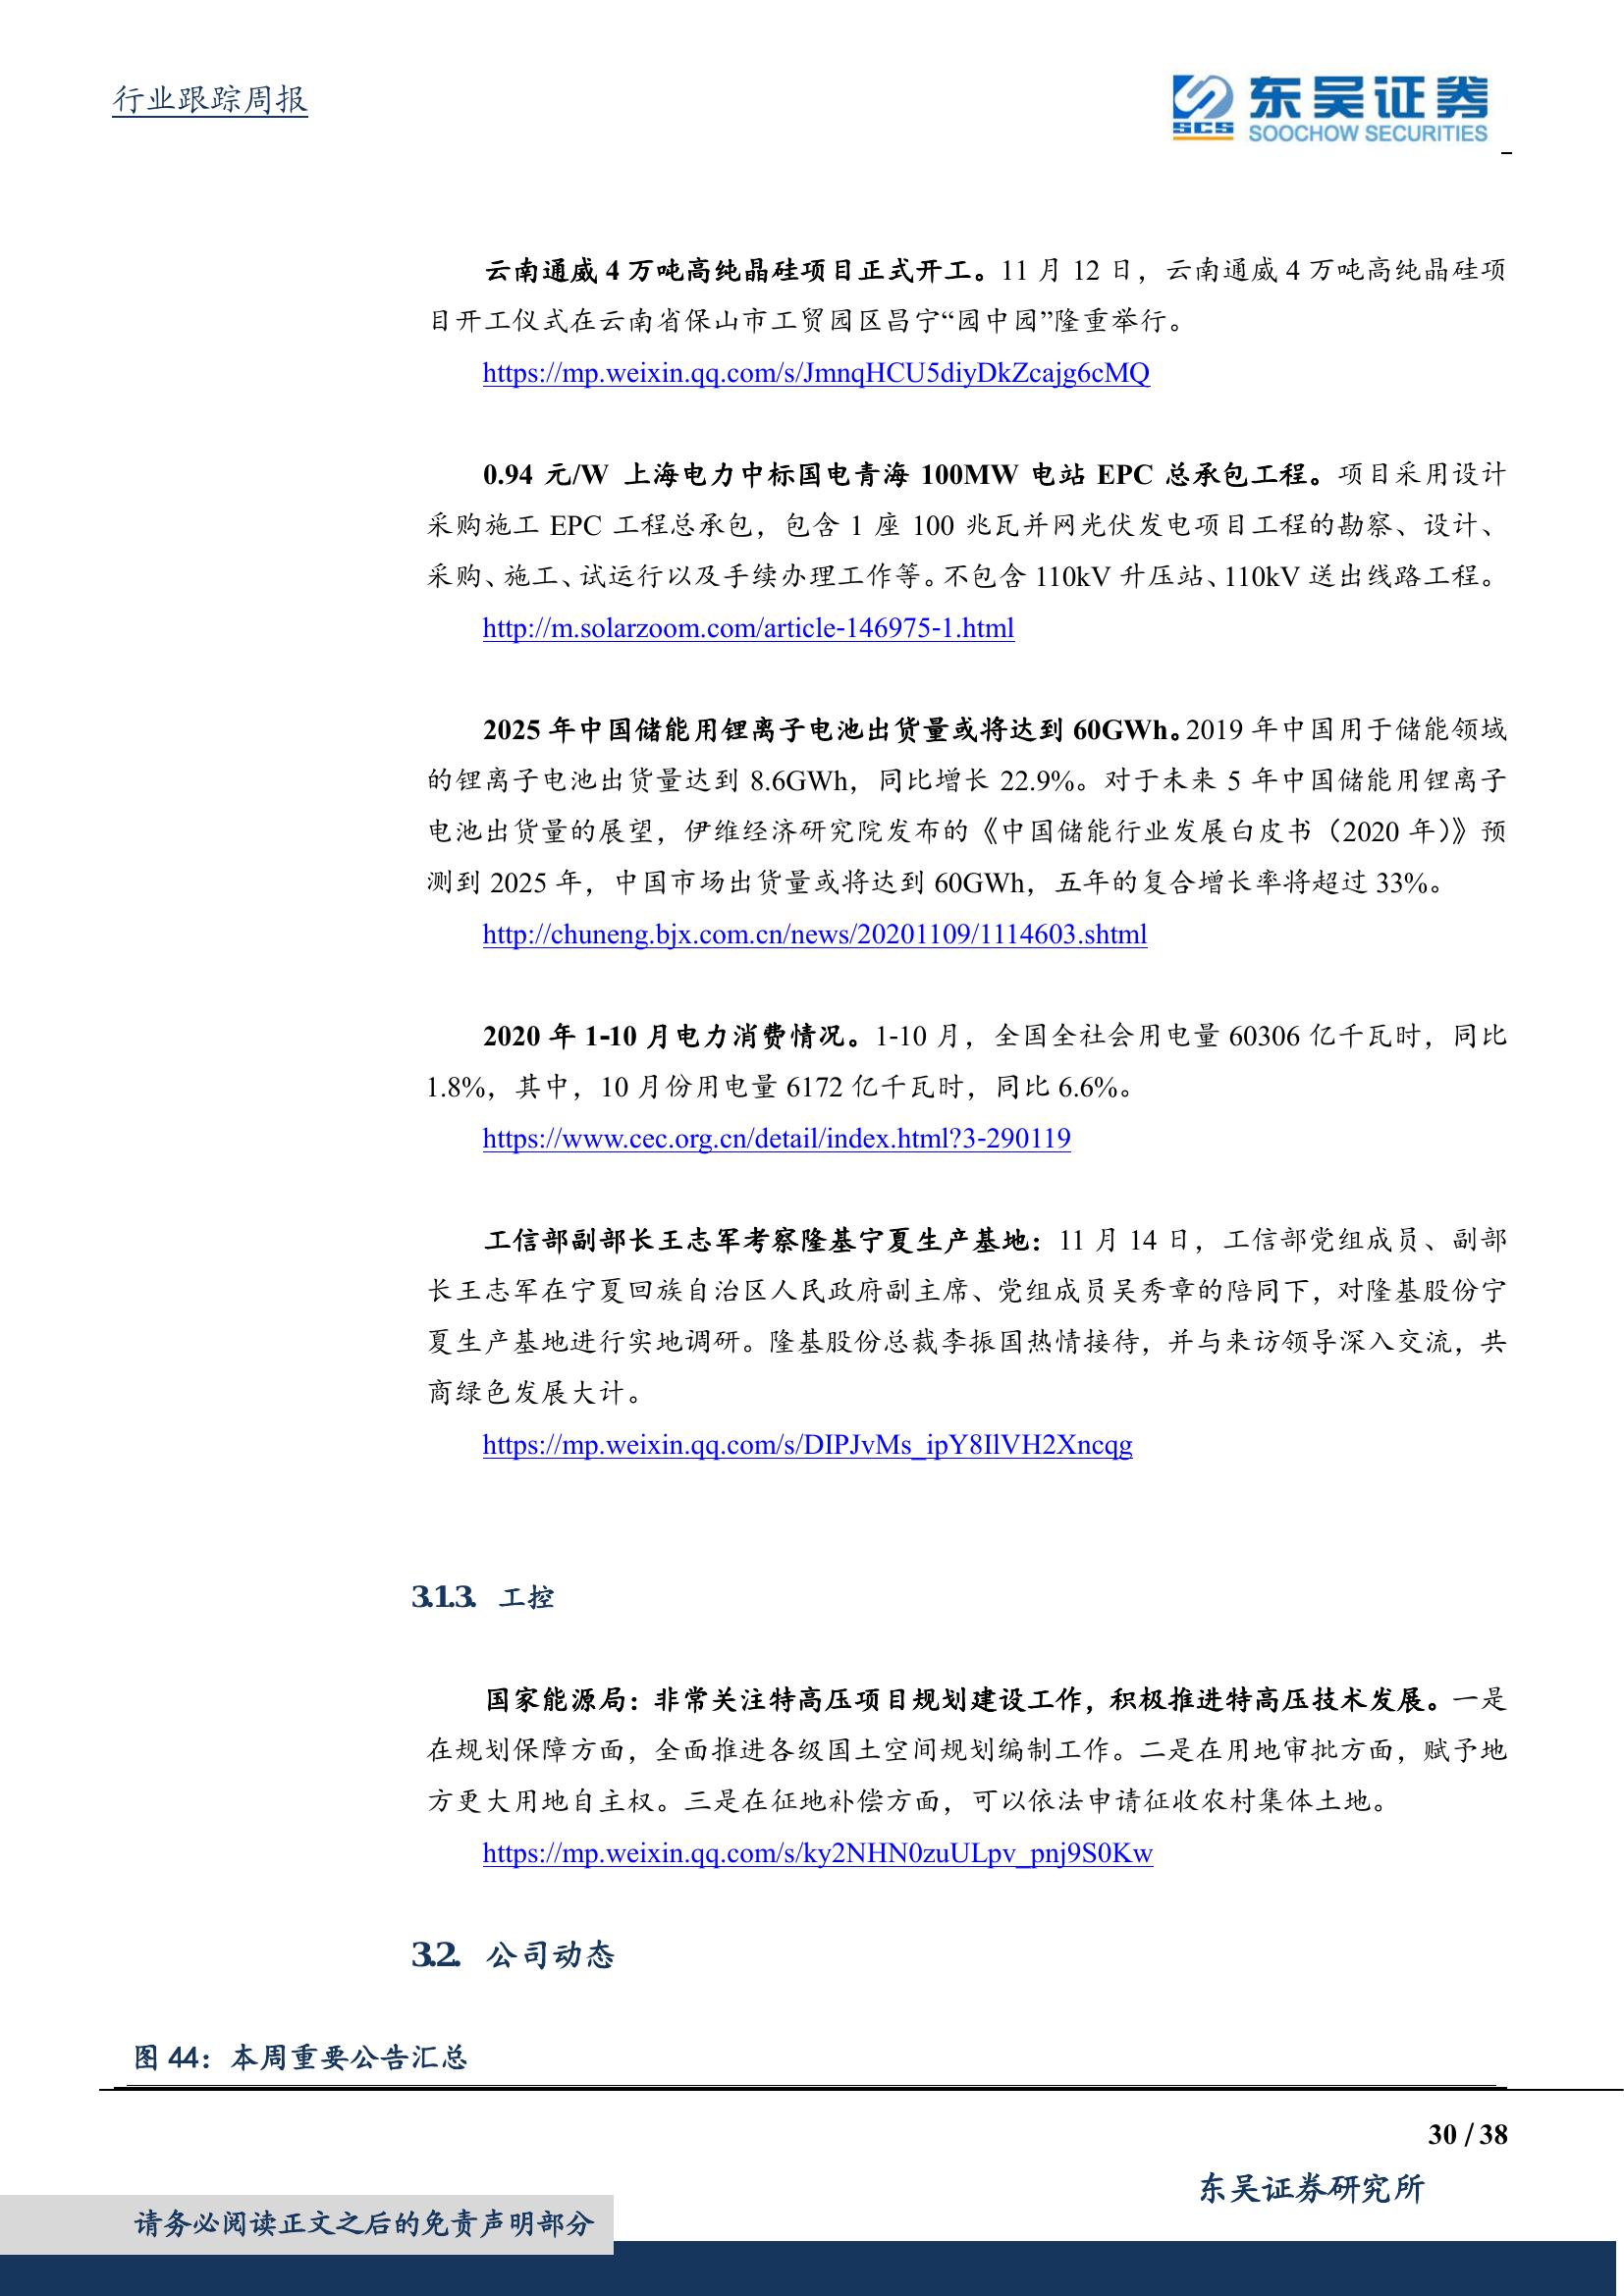 行业跟踪周报
东吴证券
SCS SOOCHOW SECURITIES
云南通威 4 万吨高纯晶硅项目正式开工。11 月 12 日，云南通威 4 万吨高纯晶硅项
目开工仪式在云南省保山市工贸园区昌宁“园中园”隆重举行。
https://mp.weixin.qq.com/s/JmnqHCU5diyDkZcajg6cMQ
0.94 元/W 上海电力中标国电青海 100MW 电站 EPC 总承包工程。项目采用设计
采购施工 EPC 工程总承包，包含 1 座 100 兆瓦并网光伏发电项目工程的勘察、设计、
采购、施工、试运行以及手续办理工作等。不包含 110kV 升压站、110kV 送出线路工程。
http://m.solarzoom.com/article-146975-1.html
2025 年中国储能用锂离子电池出货量或将达到 60GWh。2019 年中国用于储能领域
的锂离子电池出货量达到 8.6GWh，同比增长 22.9%。对于未来 5 年中国储能用锂离子
电池出货量的展望，伊维经济研究院发布的《中国储能行业发展白皮书（2020 年）》预
测到 2025 年，中国市场出货量或将达到 60GWh，五年的复合增长率将超过 33%。
http://chuneng.bjx.com.cn/news/20201109/1114603.shtml
2020 年 1-10 月电力消费情况。1-10 月，全国全社会用电量 60306 亿千瓦时，同比
1.8%，其中，10 月份用电量 6172 亿千瓦时，同比 6.6%。
https://www.cec.org.cn/detail/index.html?3-290119
工信部副部长王志军考察隆基宁夏生产基地：11 月 14 日，工信部党组成员、副部
长王志军在宁夏回族自治区人民政府副主席、党组成员吴秀章的陪同下，对隆基股份宁
夏生产基地进行实地调研。隆基股份总裁李振国热情接待，并与来访领导深入交流，共
商绿色发展大计。
https://mp.weixin.qq.com/s/DIPJvMs_ipY8IlVH2Xncqg
3.1.3. 工控
国家能源局：非常关注特高压项目规划建设工作，积极推进特高压技术发展。一是
在规划保障方面，全面推进各级国土空间规划编制工作。二是在用地审批方面，赋予地
方更大用地自主权。三是在征地补偿方面，可以依法申请征收农村集体土地。
https://mp.weixin.qq.com/s/ky2NHN0zuULpv_pnj9S0Kw
3.2. 公司动态
图 44：本周重要公告汇总
30 / 38
东吴证券研究所
请务必阅读正文之后的免责声明部分